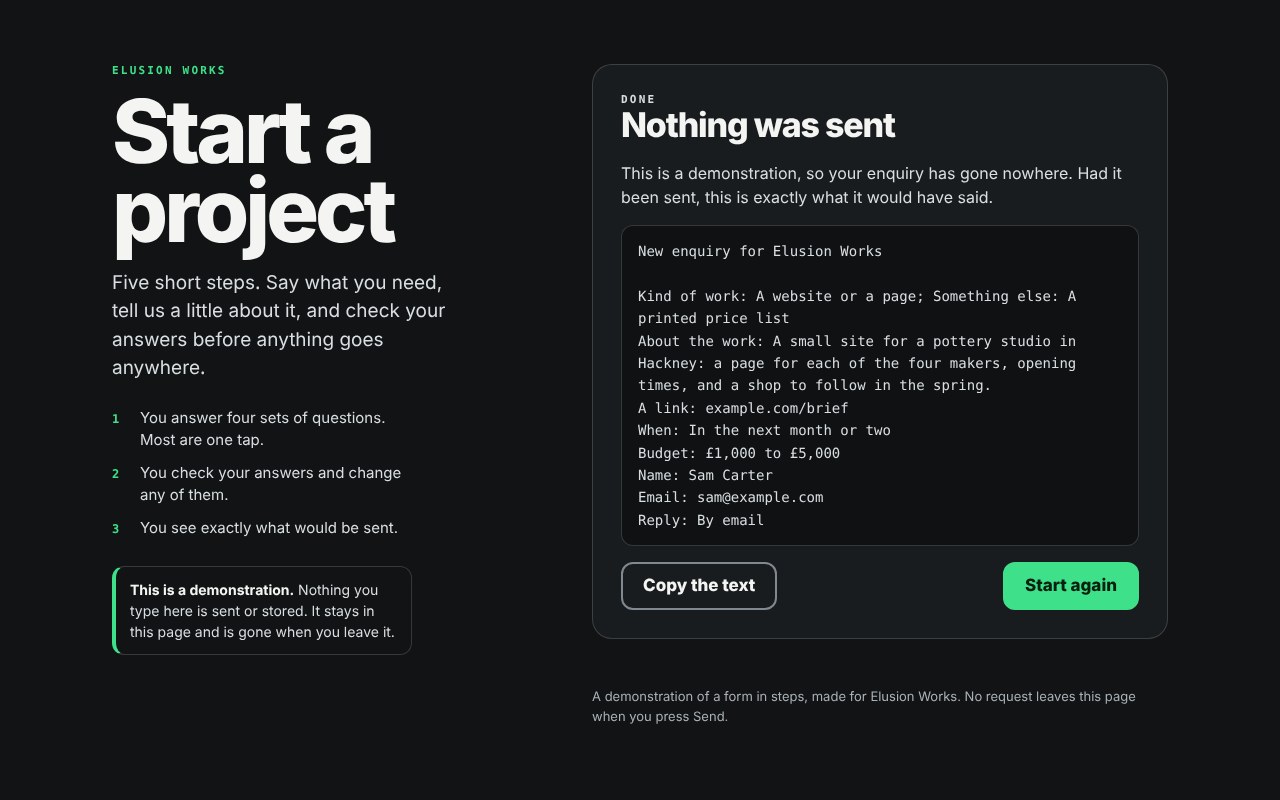 ELUSION WORKS
Start a
project
Five short steps. Say what you need,
tell us a little about it, and check your
answers before anything goes
anywhere.
1 You answer four sets of questions.
Most are one tap.
2 You check your answers and change
any of them.
3 You see exactly what would be sent.
This is a demonstration. Nothing you
type here is sent or stored. It stays in
this page and is gone when you leave it.
DONE
Nothing was sent
This is a demonstration, so your enquiry has gone nowhere. Had it
been sent, this is exactly what it would have said.
New enquiry for Elusion Works
Kind of work: A website or a page; Something else: A
printed price list
About the work: A small site for a pottery studio in
Hackney: a page for each of the four makers, opening
times, and a shop to follow in the spring.
A link: example.com/brief
When: In the next month or two
Budget: £1,000 to £5,000
Name: Sam Carter
Email: sam@example.com
Reply: By email
Copy the text
Start again
A demonstration of a form in steps, made for Elusion Works. No request leaves this page
when you press Send.